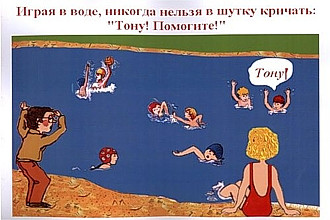 Играя в воде, никогда нельзя в шутку кричать:
"Тону! Помогите!"
Тону!